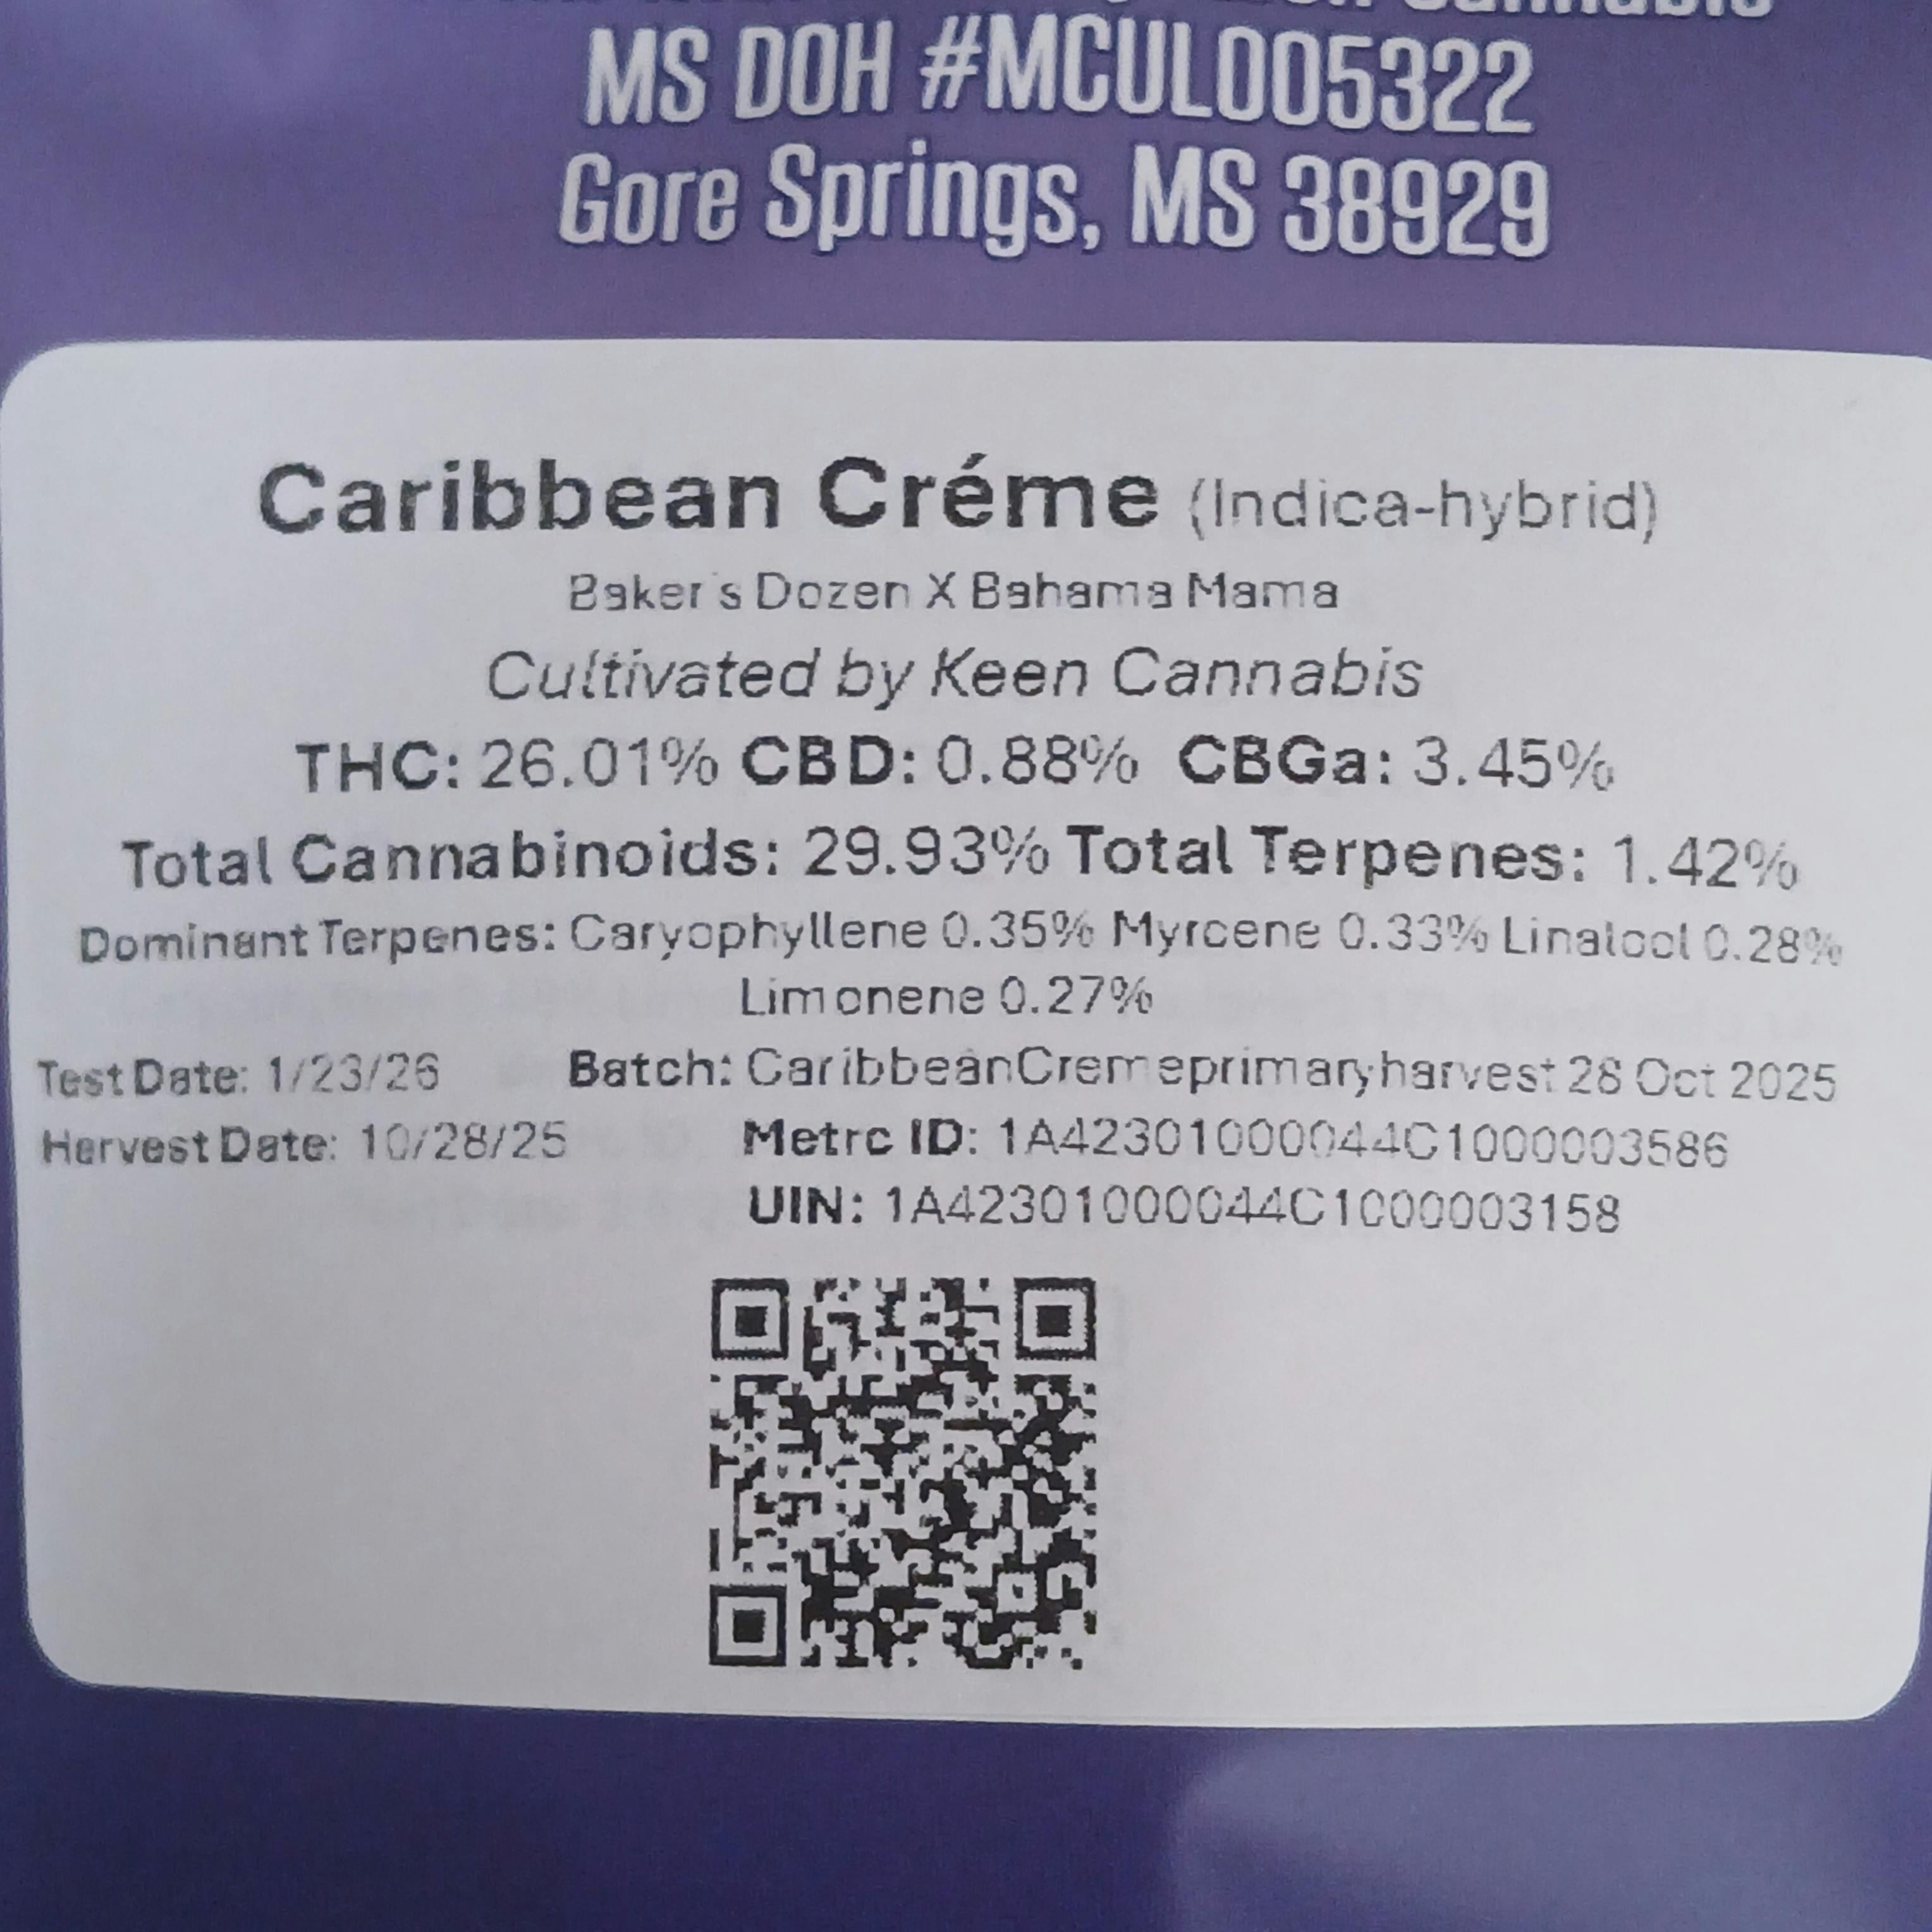 Cannabis
MS DOH #MCUL005322
Gore Springs, MS 38929
Caribbean Créme (Indica-hybrid)
Baker's Dozen X Bahama Mama
Cultivated by Keen Cannabis
THC: 26.01% CBD: 0.88% CBGa: 3.45%
Total Cannabinoids: 29.93% Total Terpenes: 1.42%
Dominant Terpenes: Caryophyllene 0.35% Myrcene 0.33% Linalool 0.28%
Limonene 0.27%
Test Date: 1/23/26 Batch: CaribbeanCremeprimaryharvest 28 Oct 2025
Harvest Date: 10/28/25 Metrc ID: 1A42301000044C1000003586
UIN: 1A42301000044C1000003158